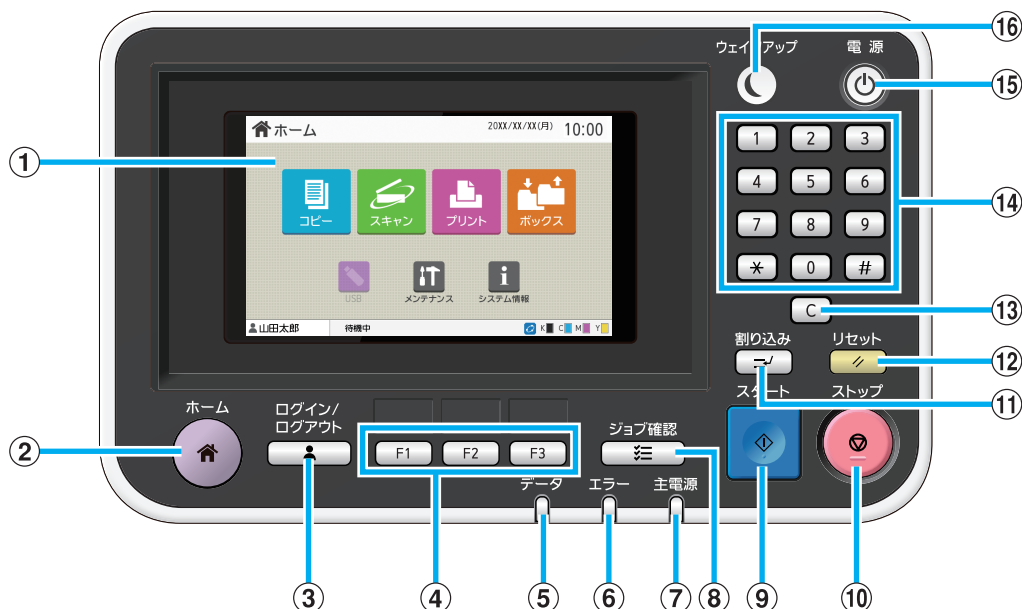 16
ウェイクアップ
電源
15
ホーム
20XX/XX/XX(月)
10:00
1
コピー
スキャン
プリント
ボックス
USB
メンテナンス
システム情報
山田太郎
待機中
K
C
M
Y
1
2
3
4
5
6
7
8
9
*
0
#
14
C
13
割り込み
リセット
12
11
スタート
ストップ
ホーム
ログイン/
ログアウト
2
F1
F2
F3
ジョブ確認
データ
エラー
主電源
3
4
5
6
7
8
9
10